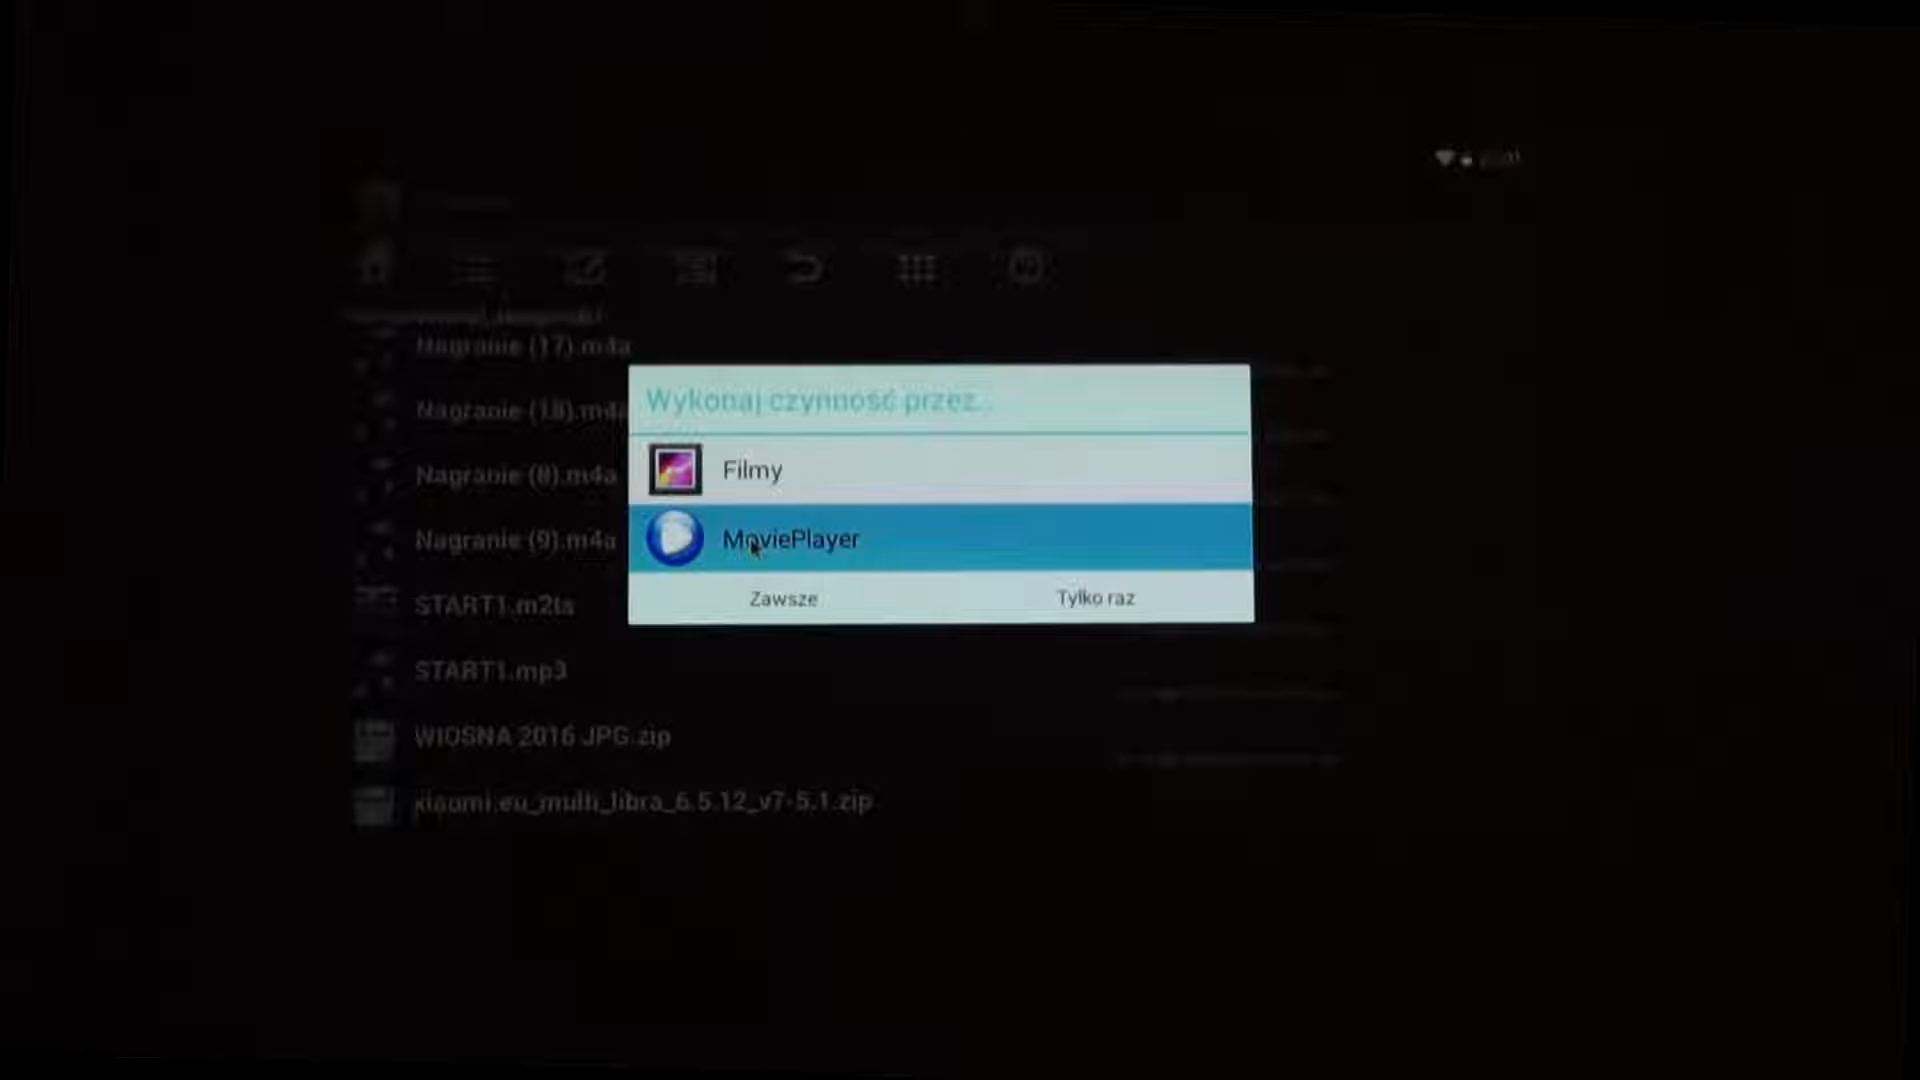 Nagranie (17).m4a
Nagranie (18).m4a
Nagranie (8).m4a
Nagranie (9).m4a
START1.m2ts
START1.mp3
WIOSNA 2016 JPG.zip
xiaomi.eu_multi_libra_6.5.12_v7-5.1.zip
Wykonaj czynność przez...
Filmy
MoviePlayer
Zawsze
Tylko raz